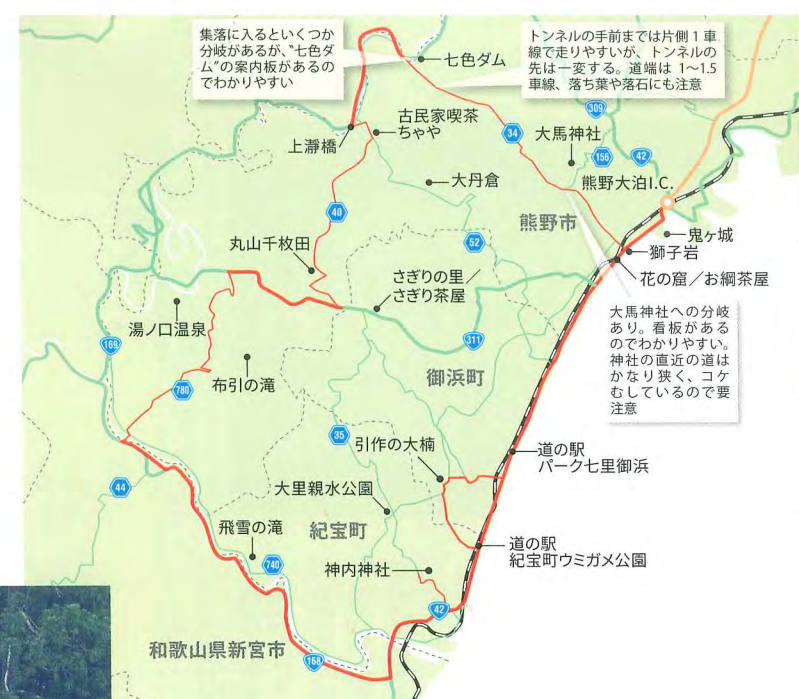 集落に入るといくつか
分岐があるが、“七色ダ
ム”の案内板があるの
でわかりやすい
七色ダム
トンネルの手前までは片側1車
線で走りやすいが、トンネルの
先は一変する。道端は 1〜1.5
車線、落ち葉や落石にも注意
309
古民家喫茶
ちゃや
上瀞橋
34
大馬神社
156
42
熊野大泊I.C.
大丹倉
40
熊野市
鬼ヶ城
丸山千枚田
52
獅子岩
さぎりの里／
さぎり茶屋
花の窟／お綱茶屋
湯ノ口温泉
大馬神社への分岐
あり。看板がある
のでわかりやすい。
神社の直近の道は
かなり狭く、コケ
むしているので要
注意
169
311
布引の滝
御浜町
780
35
引作の大楠
道の駅
パーク七里御浜
44
大里親水公園
飛雪の滝
紀宝町
道の駅
紀宝町ウミガメ公園
740
神内神社
42
和歌山県新宮市
168